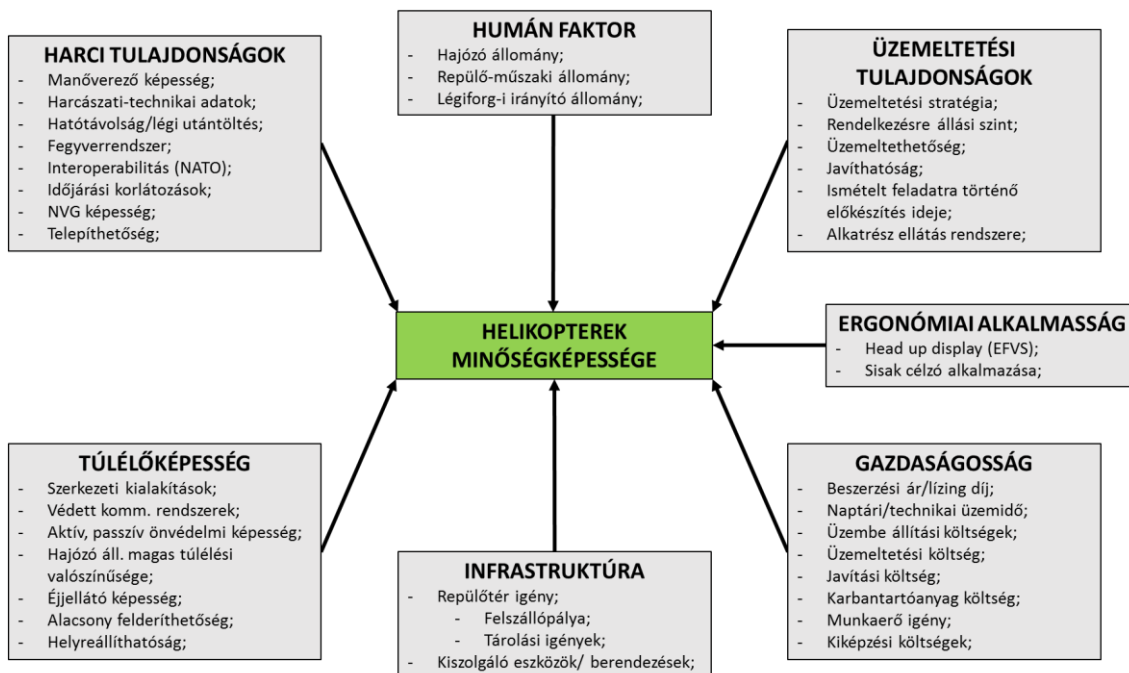 HARCI TULAJDONSÁGOK
- Manőverező képesség;
- Harcászati-technikai adatok;
- Hatótávolság/légi utántöltés;
- Fegyverrendszer;
- Interoperabilitás (NATO);
- Időjárási korlátozások;
- NVG képesség;
- Telepíthetőség;
HUMÁN FAKTOR
- Hajózó állomány;
- Repülő-műszaki állomány;
- Légiforg-i irányító állomány;
ÜZEMELTETÉSI
TULAJDONSÁGOK
- Üzemeltetési stratégia;
- Rendelkezésre állási szint;
- Üzemeltethetőség;
- Javíthatóság;
- Ismételt feladatra történő
előkészítés ideje;
- Alkatrész ellátás rendszere;
HELIKOPTEREK
MINŐSÉGKÉPESSÉGE
ERGONÓMIAI ALKALMASSÁG
- Head up display (EFVS);
- Sisak célzó alkalmazása;
TÚLÉLŐKÉPESSÉG
- Szerkezeti kialakítások;
- Védett komm. rendszerek;
- Aktív, passzív önvédelmi képesség;
- Hajózó áll. magas túlélési
valószínűsége;
- Éjjellátó képesség;
- Alacsony felderíthetőség;
- Helyreállíthatóság;
INFRASTRUKTÚRA
- Repülőtér igény;
- Felszállópálya;
- Tárolási igények;
- Kiszolgáló eszközök/ berendezések;
GAZDASÁGOSSÁG
- Beszerzési ár/lízing díj;
- Naptári/technikai üzemidő;
- Üzembe állítási költségek;
- Üzemeltetési költség;
- Javítási költség;
- Karbantartóanyag költség;
- Munkaerő igény;
- Kiképzési költségek;